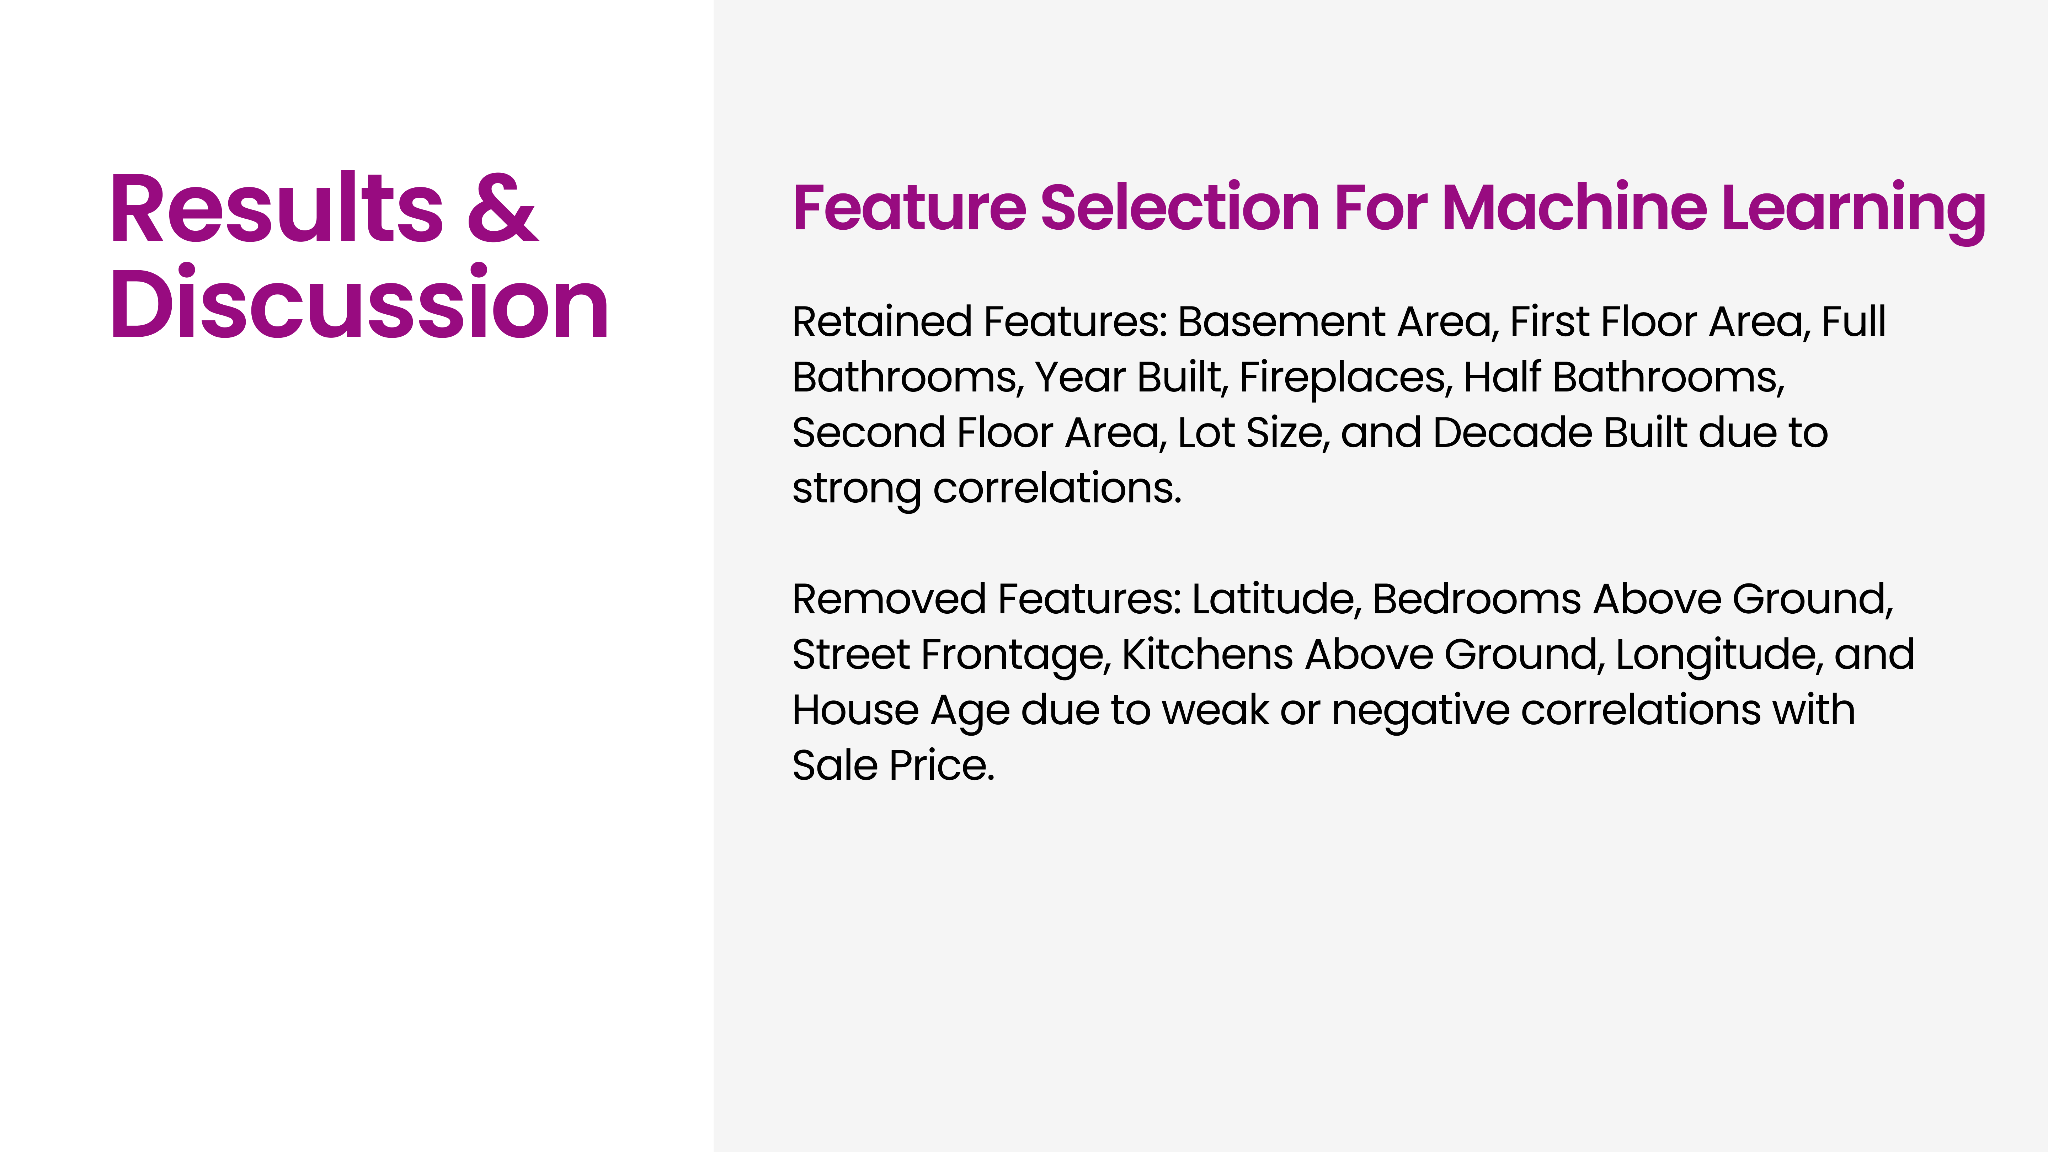 Results &
Discussion
Feature Selection For Machine Learning
Retained Features: Basement Area, First Floor Area, Full
Bathrooms, Year Built, Fireplaces, Half Bathrooms,
Second Floor Area, Lot Size, and Decade Built due to
strong correlations.
Removed Features: Latitude, Bedrooms Above Ground,
Street Frontage, Kitchens Above Ground, Longitude, and
House Age due to weak or negative correlations with
Sale Price.